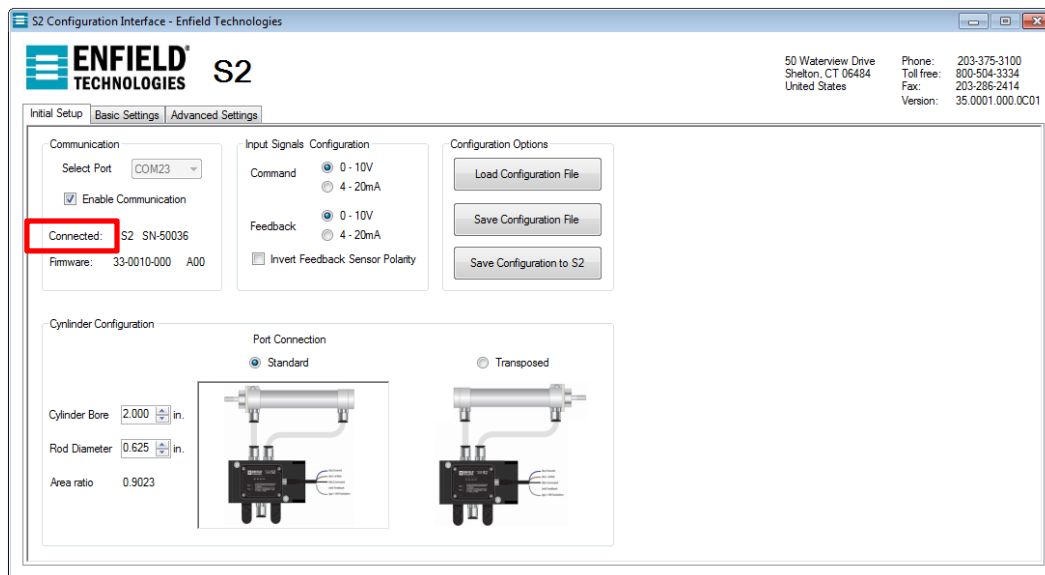 S2 Configuration Interface - Enfield Technologies
ENFIELD®
TECHNOLOGIES
S2
50 Waterview Drive
Shelton, CT 06484
United States
Phone: 203-375-3100
Toll free: 800-504-3334
Fax: 203-286-2414
Version: 35.0001.000.0C01
Initial Setup Basic Settings Advanced Settings
Communication
Select Port COM23
Enable Communication
Connected: S2 SN-50036
Firmware: 33-0010-000 A00
Input Signals Configuration
Command 0 - 10V
4 - 20mA
Feedback 0 - 10V
4 - 20mA
Invert Feedback Sensor Polarity
Configuration Options
Load Configuration File
Save Configuration File
Save Configuration to S2
Cynlinder Configuration
Port Connection
Standard Transposed
Cylinder Bore 2.000 in.
Rod Diameter 0.625 in.
Area ratio 0.9023